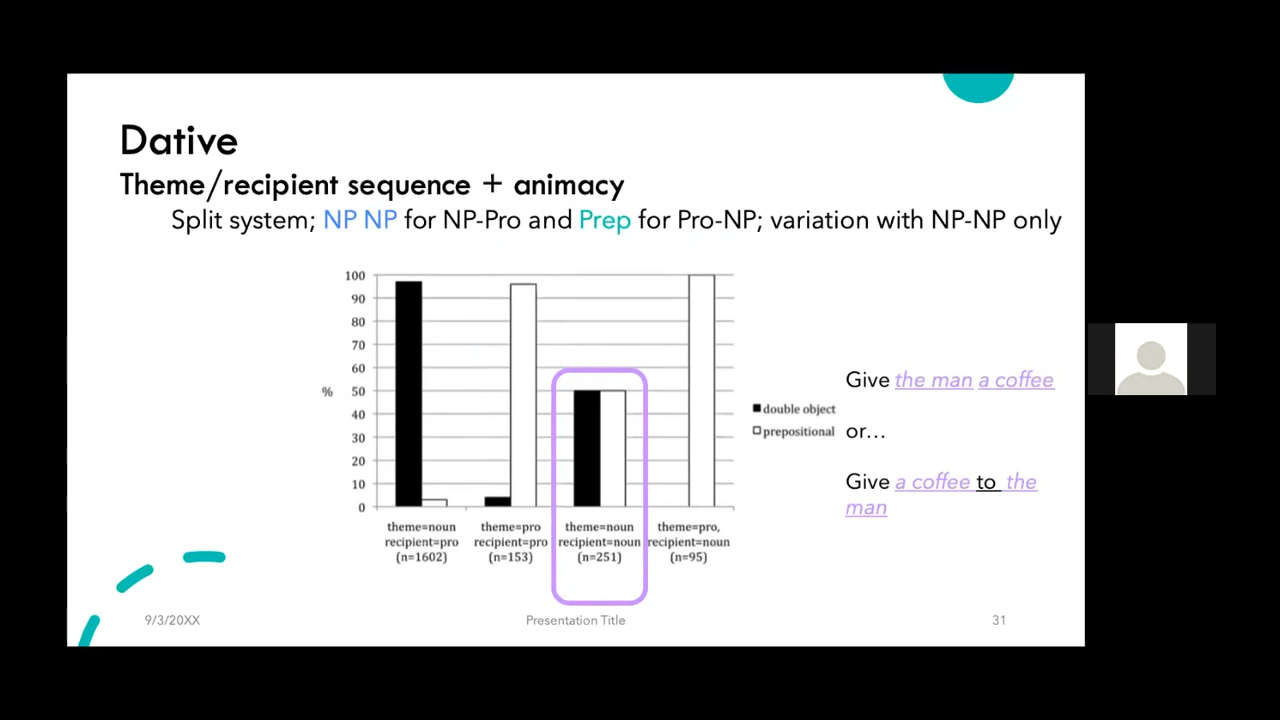 Dative
Theme/recipient sequence + animacy
Split system; NP NP for NP-Pro and Prep for Pro-NP; variation with NP-NP only
100
90
80
70
60
50
40
30
20
10
0
%
theme=noun
recipient=pro
(n=1602)
theme=pro
recipient=pro
(n=153)
theme=noun
recipient=noun
(n=251)
theme=pro,
recipient=noun
(n=95)
double object
prepositional
Give the man a coffee
or…
Give a coffee to the
man
9/3/20XX
Presentation Title
31